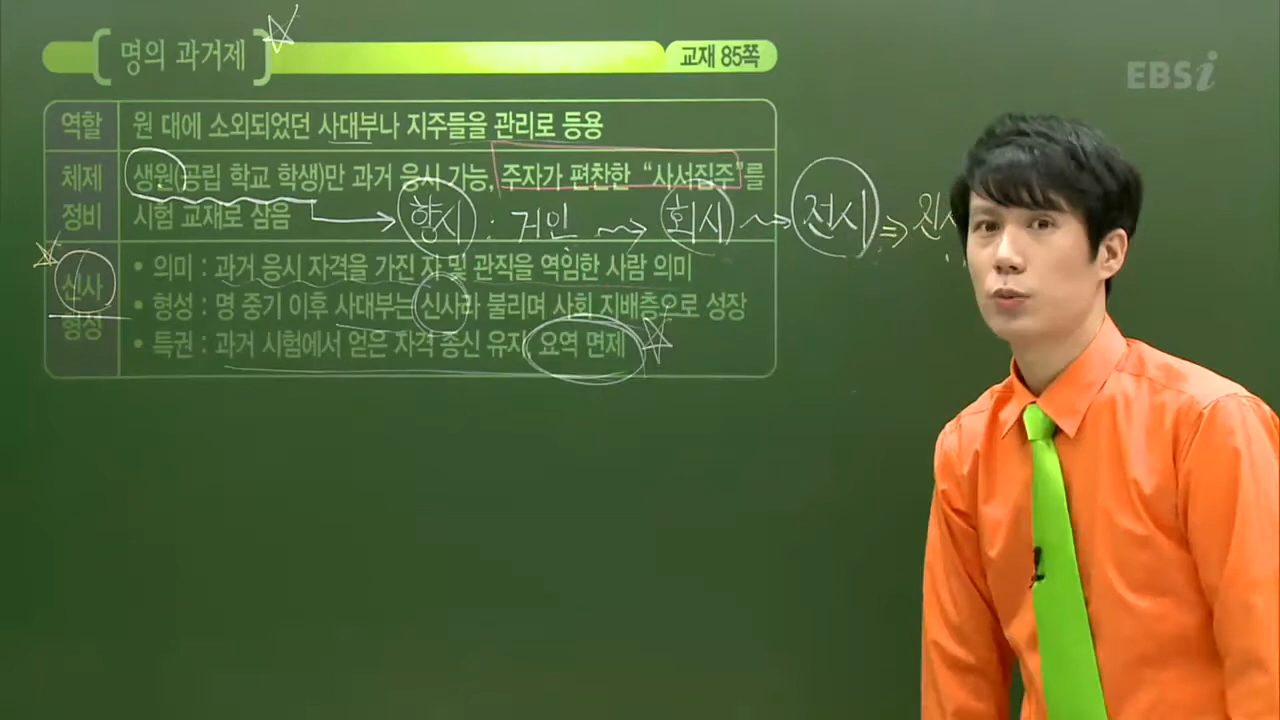 명의 과거제
교재 85쪽
EBSi
역할
원 대에 소외되었던 사대부나 지주들을 관리로 등용
체제
정비
생원(공립 학교 학생)만 과거 응시 가능, 주자가 편찬한 “사서집주”를
시험 교재로 삼음
향시 : 거인 회시 전시
신사
형성
• 의미 : 과거 응시 자격을 가진 자 및 관직을 역임한 사람 의미
• 형성 : 명 중기 이후 사대부는 신사라 불리며 사회 지배층으로 성장
• 특권 : 과거 시험에서 얻은 자격 종신 유지, 요역 면제